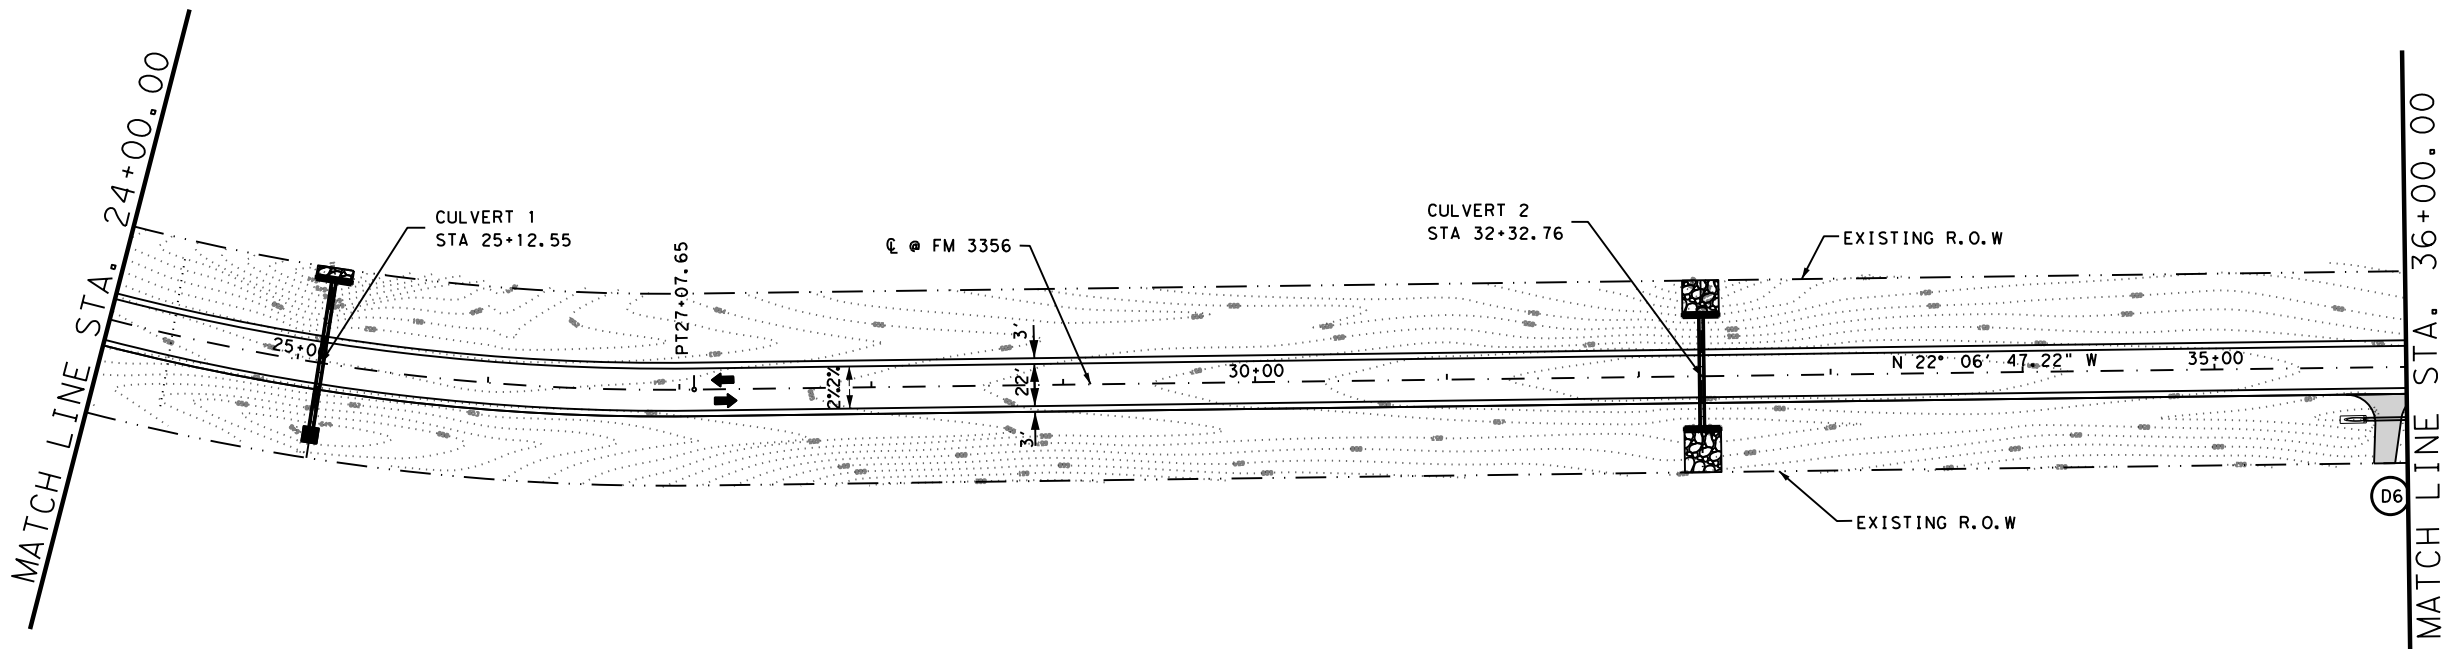 MATCH LINE STA. 24+00.00
CULVERT 1
STA 25+12.55
25+0
PT27+07.65
℄ @ FM 3356
2%
2%
3'
22'
3'
30+00
CULVERT 2
STA 32+32.76
EXISTING R.O.W
N 22° 06' 47.22" W
35+00
EXISTING R.O.W
D6
MATCH LINE STA. 36+00.00